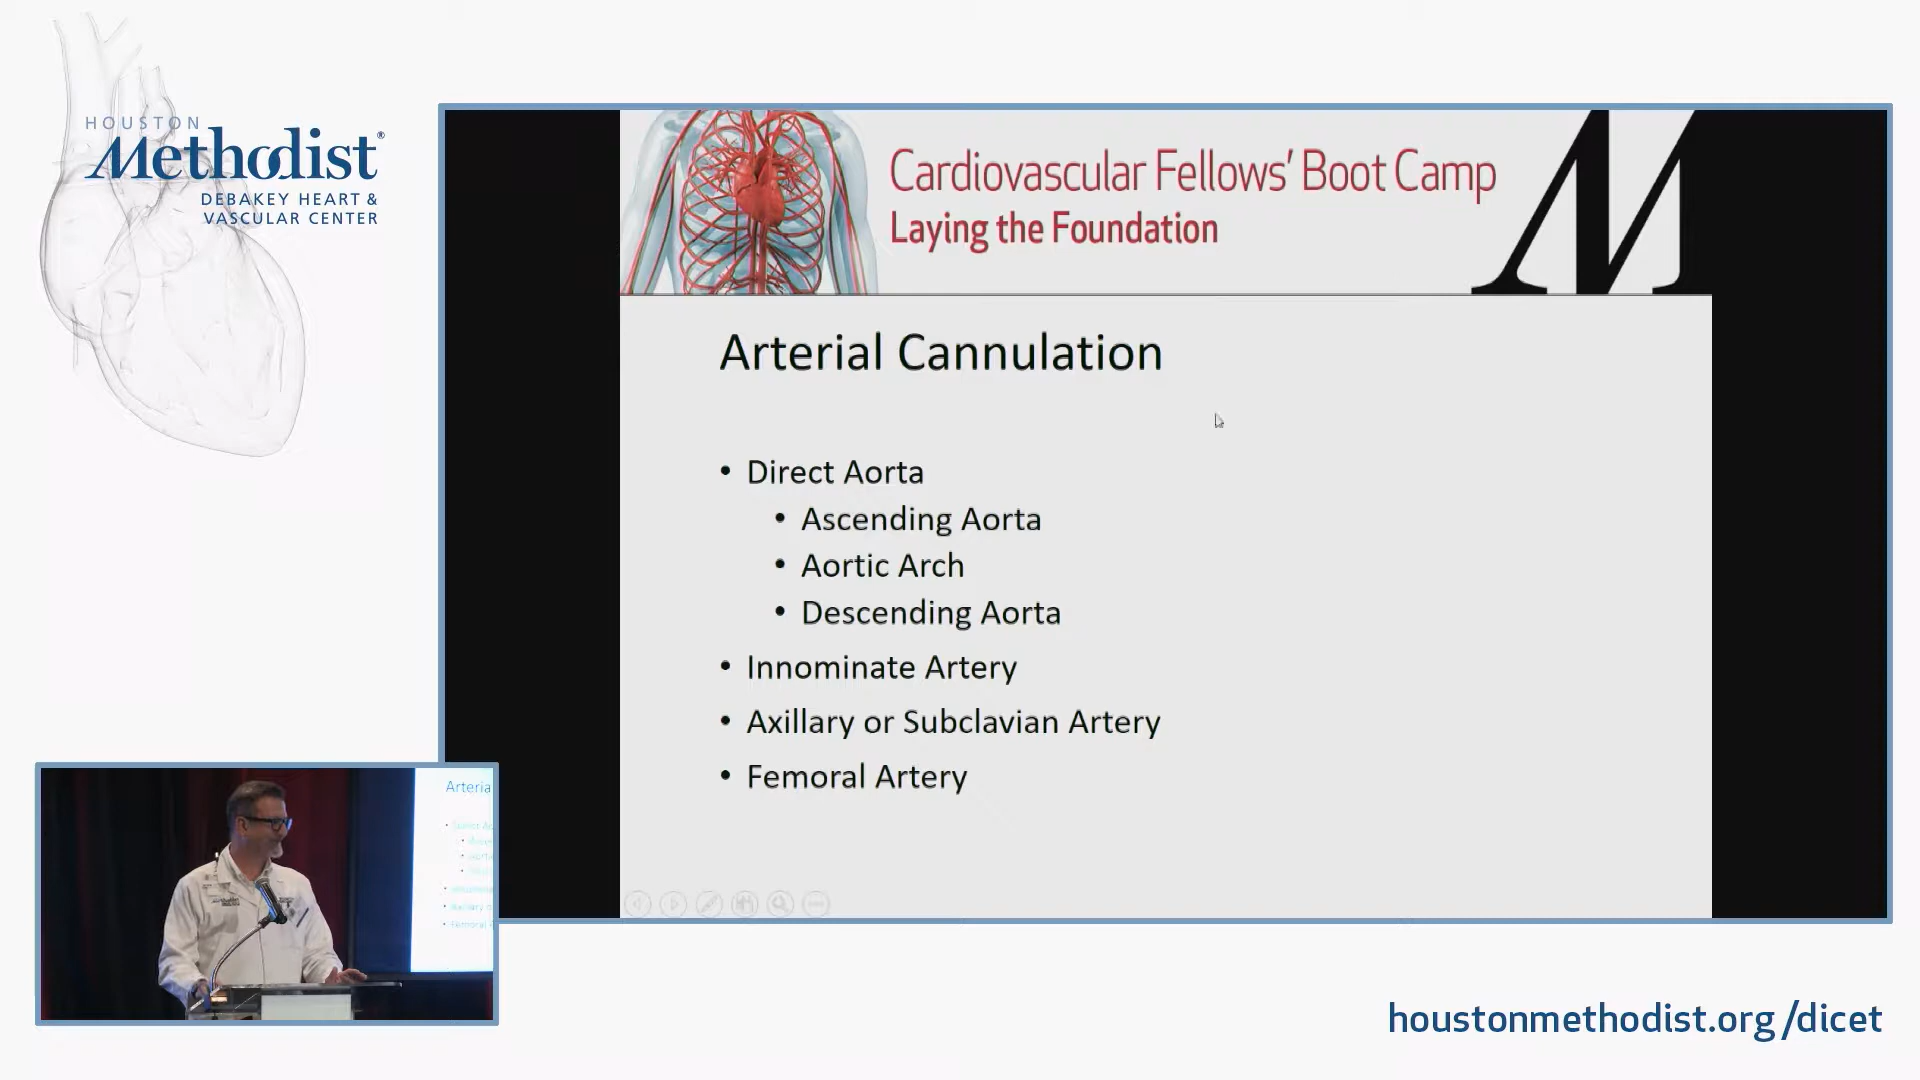 HOUSTON
Methodist®
DEBAKEY HEART &
VASCULAR CENTER
Cardiovascular Fellows' Boot Camp
Laying the Foundation
M
Arterial Cannulation
• Direct Aorta
• Ascending Aorta
• Aortic Arch
• Descending Aorta
• Innominate Artery
• Axillary or Subclavian Artery
• Femoral Artery
Arteria
houstonmethodist.org/dicet